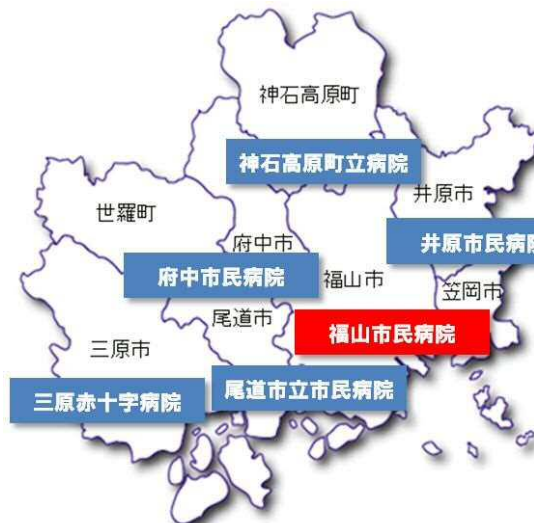 神石高原町
神石高原町立病院
井原市
世羅町
府中市
井原市民病院
府中市民病院
福山市
笠岡市
尾道市
福山市民病院
三原市
尾道市立市民病院
三原赤十字病院